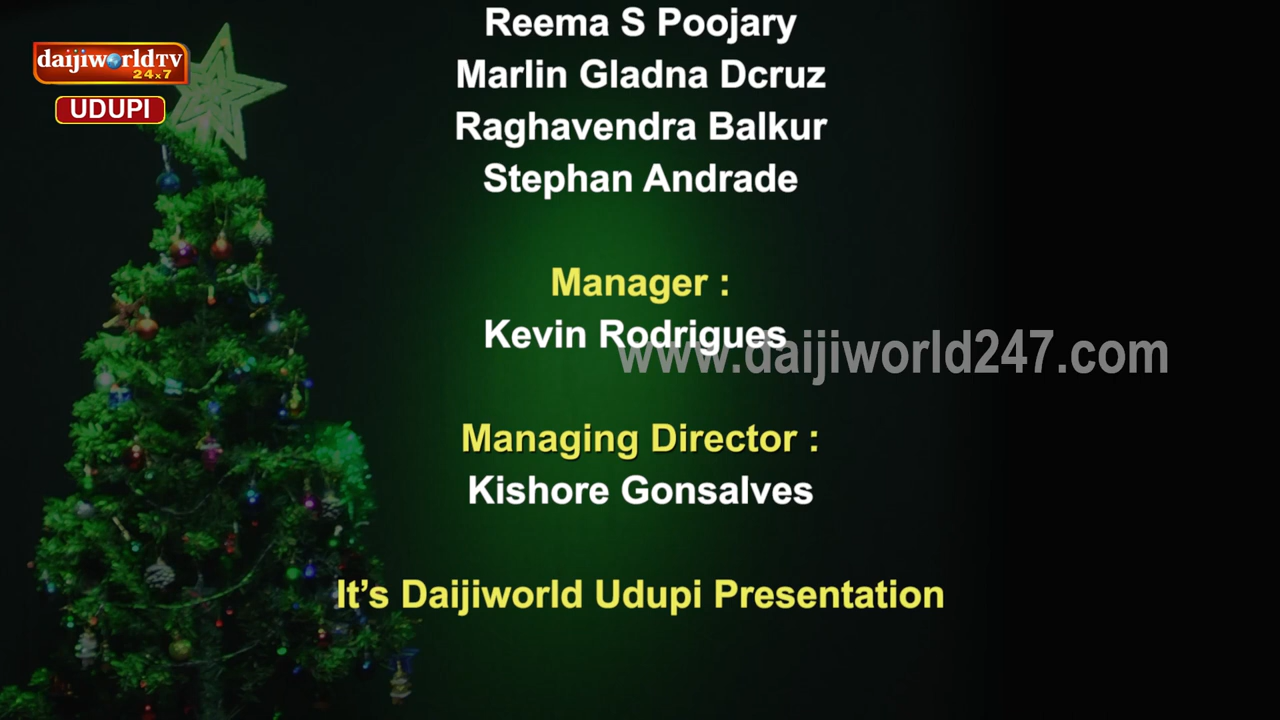 daijiworldTV
24x7
UDUPI
Reema S Poojary
Marlin Gladna Dcruz
Raghavendra Balkur
Stephan Andrade
Manager :
Kevin Rodrigues
www.daijiworld247.com
Managing Director :
Kishore Gonsalves
It’s Daijiworld Udupi Presentation